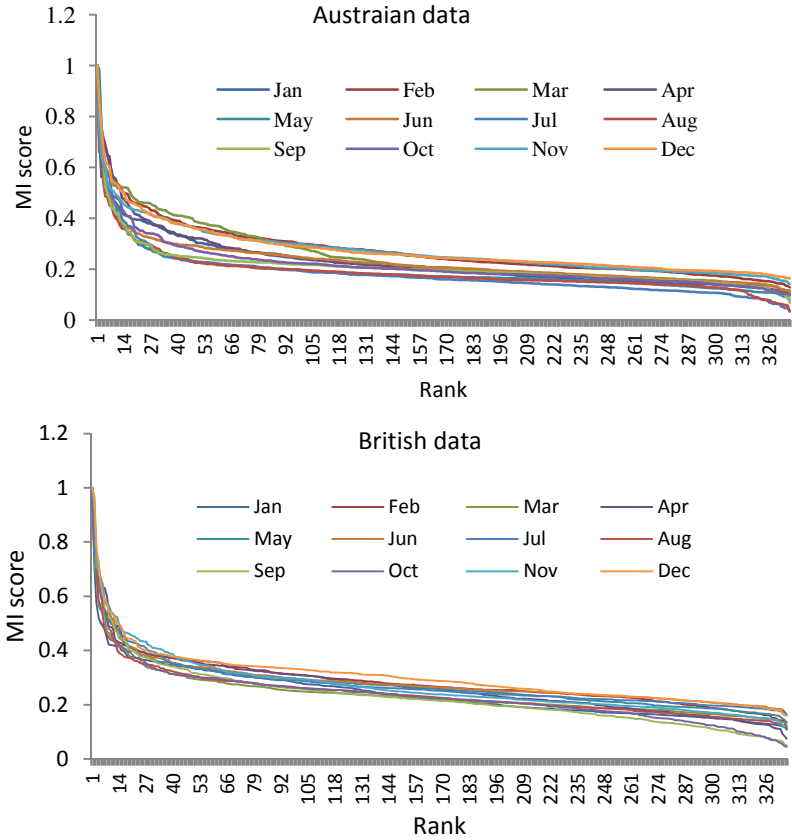 Austraian data
1.2
1
0.8
0.6
0.4
0.2
0
MI score
Jan Feb Mar Apr
May Jun Jul Aug
Sep Oct Nov Dec
1 14 27 40 53 66 79 92 105 118 131 144 157 170 183 196 209 222 235 248 261 274 287 300 313 326
Rank
British data
1.2
1
0.8
0.6
0.4
0.2
0
MI score
Jan Feb Mar Apr
May Jun Jul Aug
Sep Oct Nov Dec
1 14 27 40 53 66 79 92 105 118 131 144 157 170 183 196 209 222 235 248 261 274 287 300 313 326
Rank